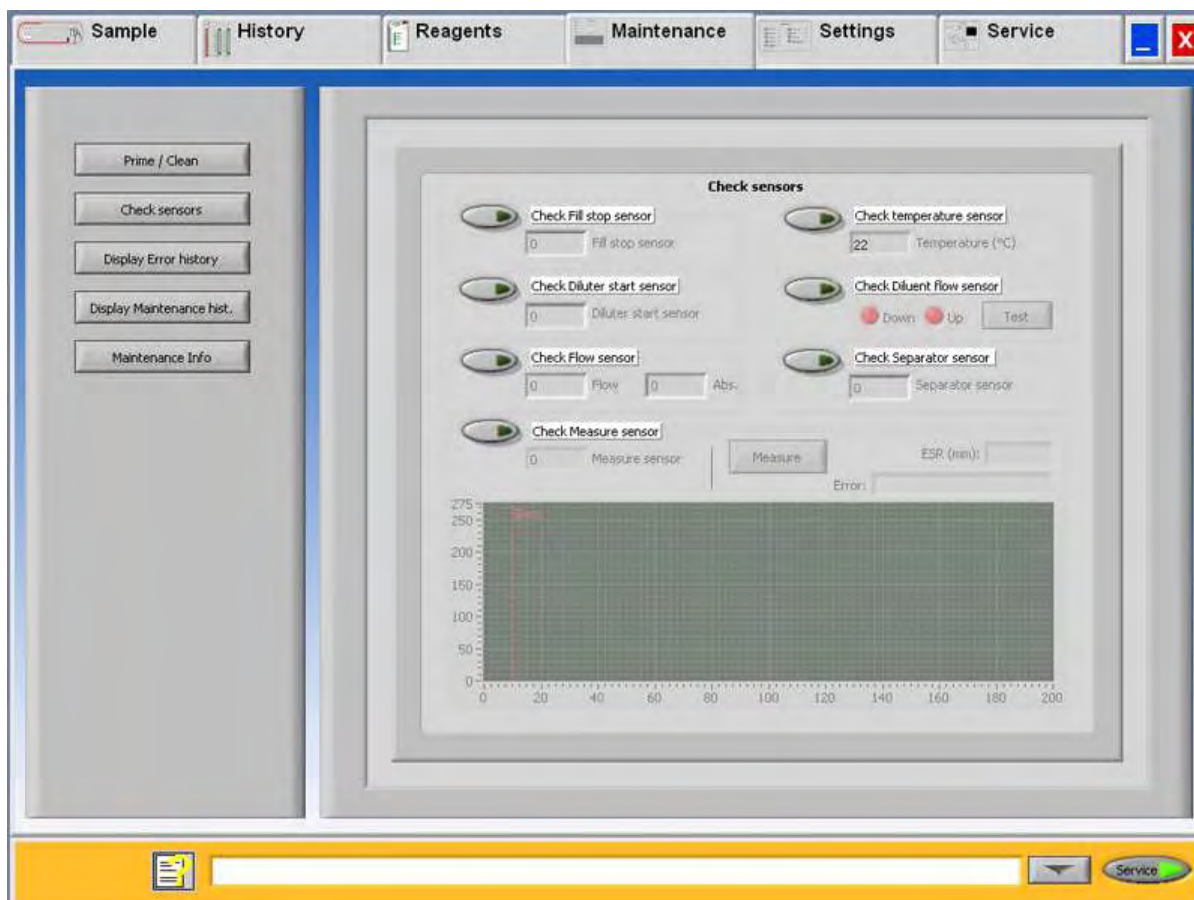 Sample History Reagents Maintenance Settings Service _ X
Prime / Clean
Check sensors
Display Error history
Display Maintenance hist.
Maintenance Info
Check sensors
Check Fill stop sensor
0 Fill stop sensor
Check temperature sensor
22 Temperature (°C)
Check Diluter start sensor
0 Diluter start sensor
Check Diluent flow sensor
Down Up Test
Check Flow sensor
0 Flow 0 Abs.
Check Separator sensor
0 Separator sensor
Check Measure sensor
0 Measure sensor
Measure
ESR (mm):
Error:
275
250
200
150
100
50
0
0 20 40 60 80 100 120 140 160 180 200
Service